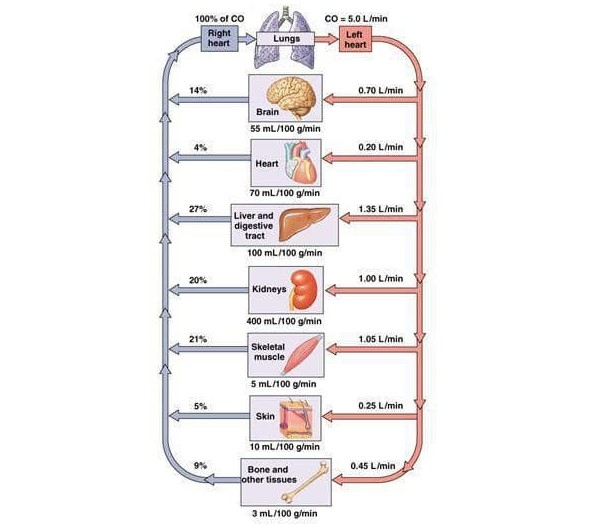 100% of CO
CO = 5.0 L/min
Right
heart
Lungs
Left
heart
14%
0.70 L/min
Brain
55 mL/100 g/min
4%
0.20 L/min
Heart
70 mL/100 g/min
27%
1.35 L/min
Liver and
digestive
tract
100 mL/100 g/min
20%
1.00 L/min
Kidneys
400 mL/100 g/min
21%
1.05 L/min
Skeletal
muscle
5 mL/100 g/min
5%
0.25 L/min
Skin
10 mL/100 g/min
9%
0.45 L/min
Bone and
other tissues
3 mL/100 g/min